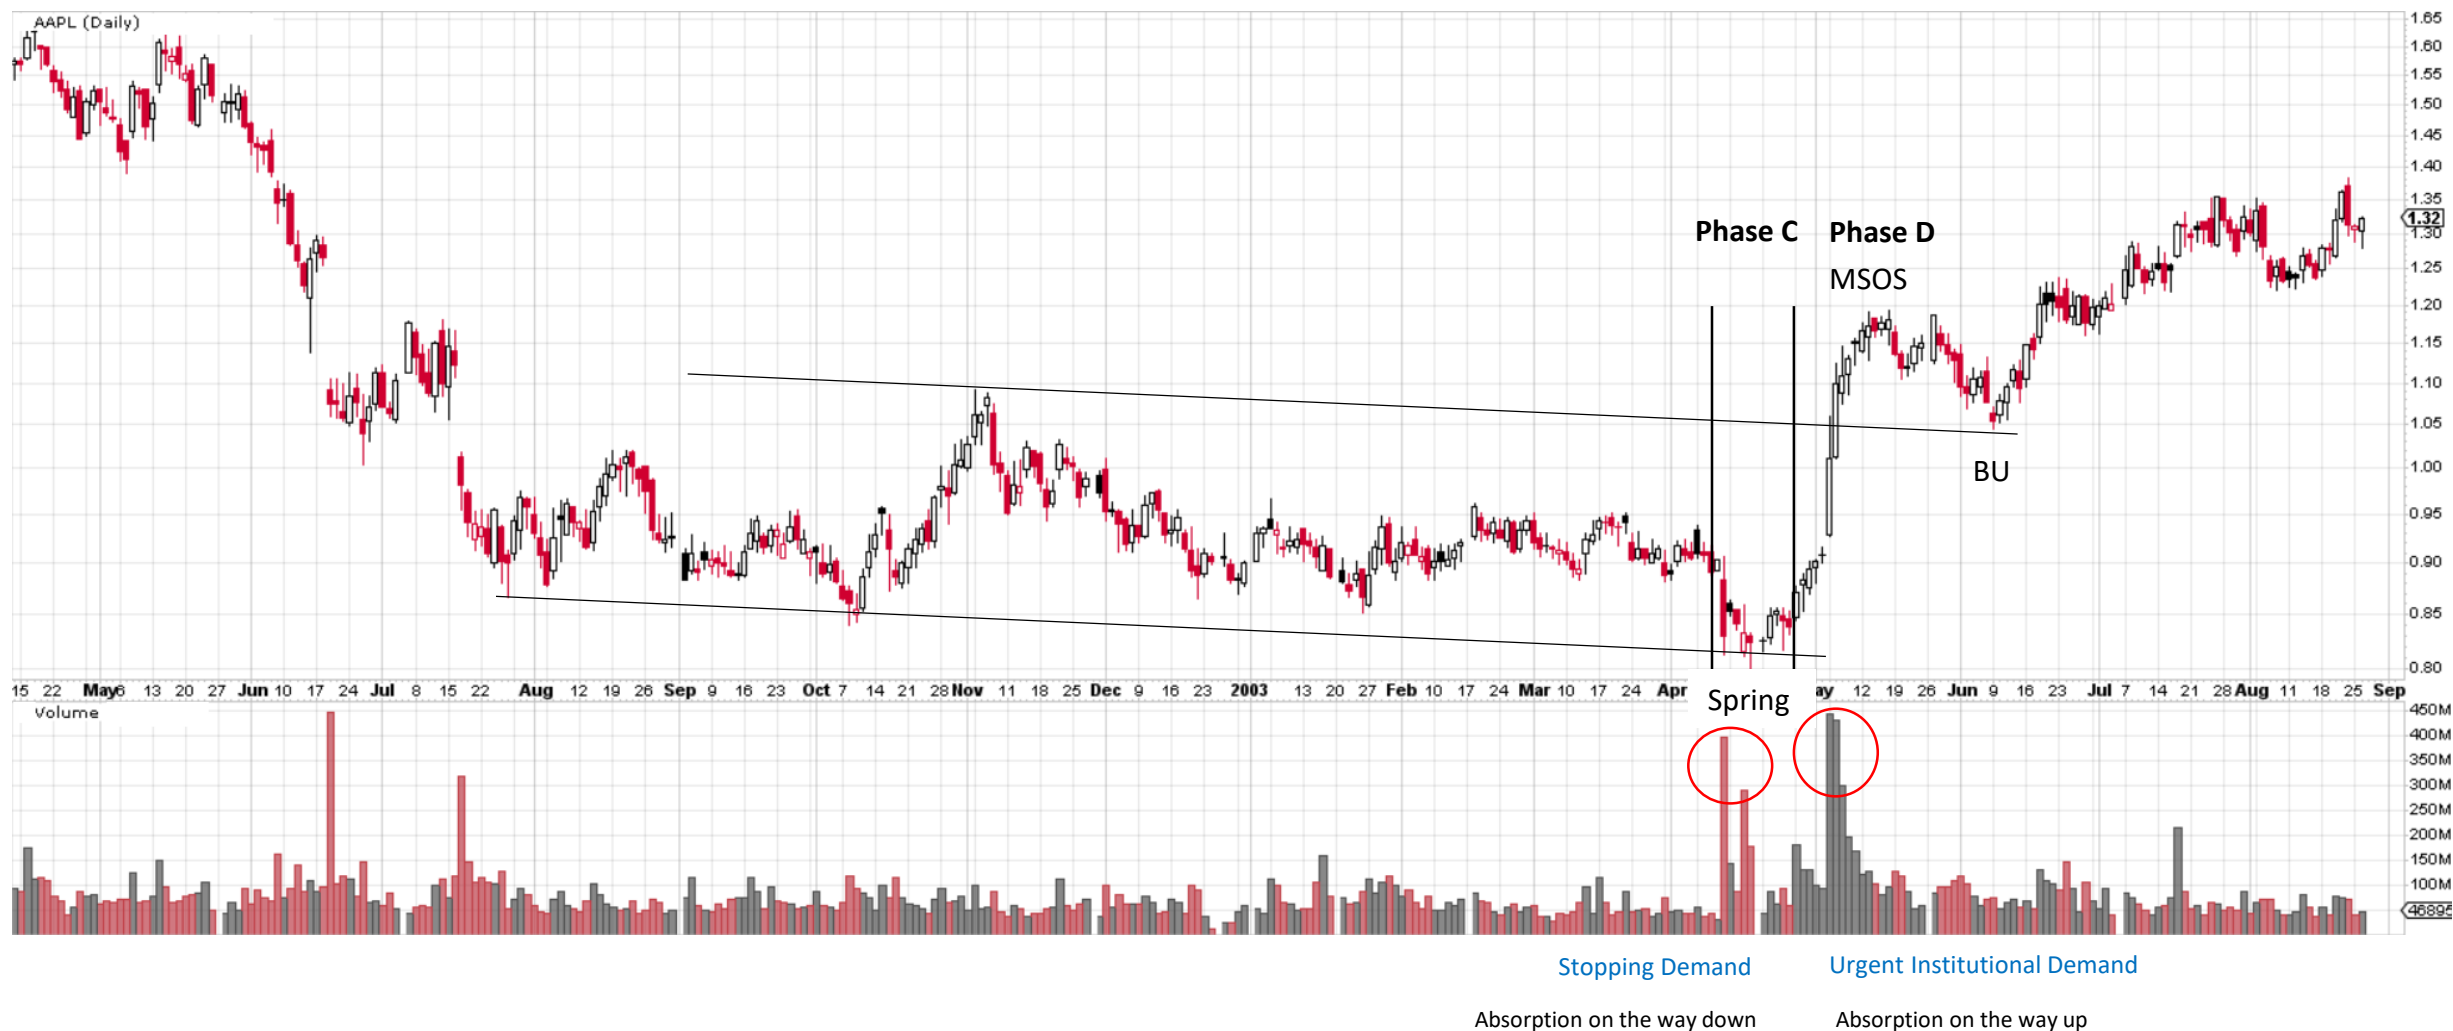 AAPL (Daily)
1.65
1.60
1.55
1.50
1.45
1.40
1.35
1.32
1.30
1.25
1.20
1.15
1.10
1.05
1.00
0.95
0.90
0.85
0.80
Phase C Phase D
MSOS
BU
15 22 May6 13 20 27 Jun 10 17 24 Jul 8 15 22 Aug 12 19 26 Sep 9 16 23 Oct 7 14 21 28 Nov 11 18 25 Dec 9 16 23 2003 13 20 27 Feb 10 17 24 Mar 10 17 24 Apr ay 12 19 26 Jun 9 16 23 Jul 7 14 21 28 Aug 11 18 25 Sep
Spring
Volume
450M
400M
350M
300M
250M
200M
150M
100M
46895
Stopping Demand Urgent Institutional Demand
Absorption on the way down Absorption on the way up